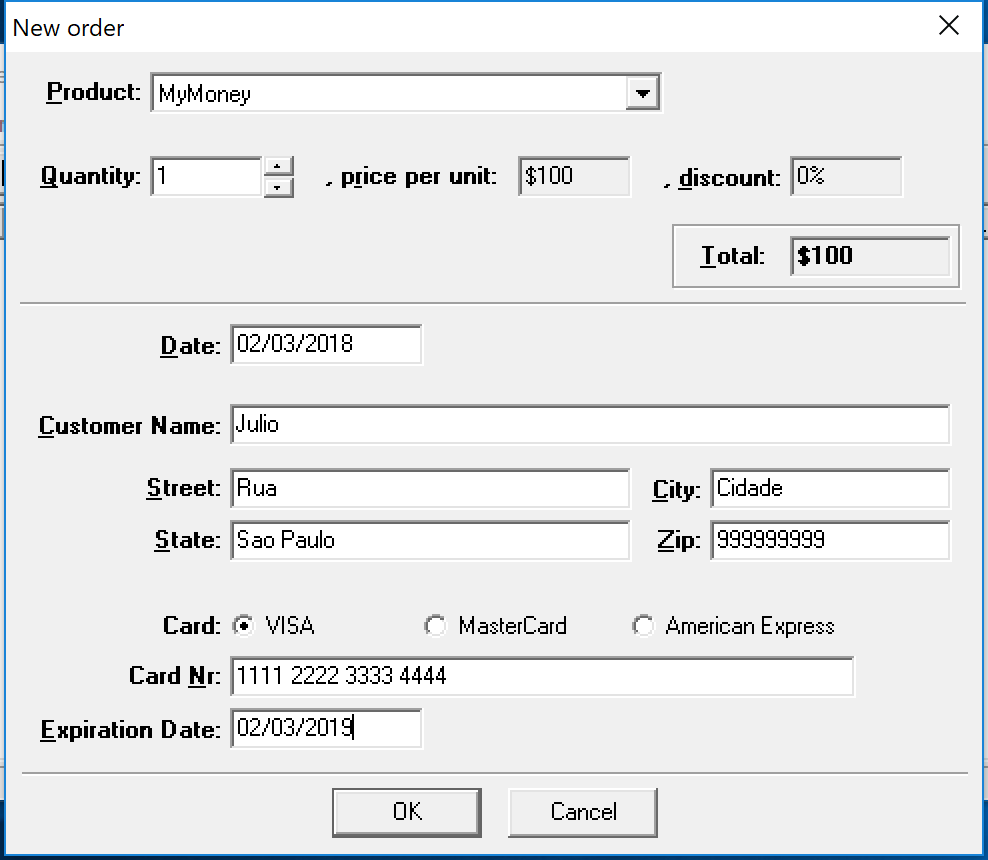 New order
Product: MyMoney
Quantity: 1 , price per unit: $100 , discount: 0%
Total: $100
Date: 02/03/2018
Customer Name: Julio
Street: Rua City: Cidade
State: Sao Paulo Zip: 999999999
Card: VISA MasterCard American Express
Card Nr: 1111 2222 3333 4444
Expiration Date: 02/03/2019
OK Cancel